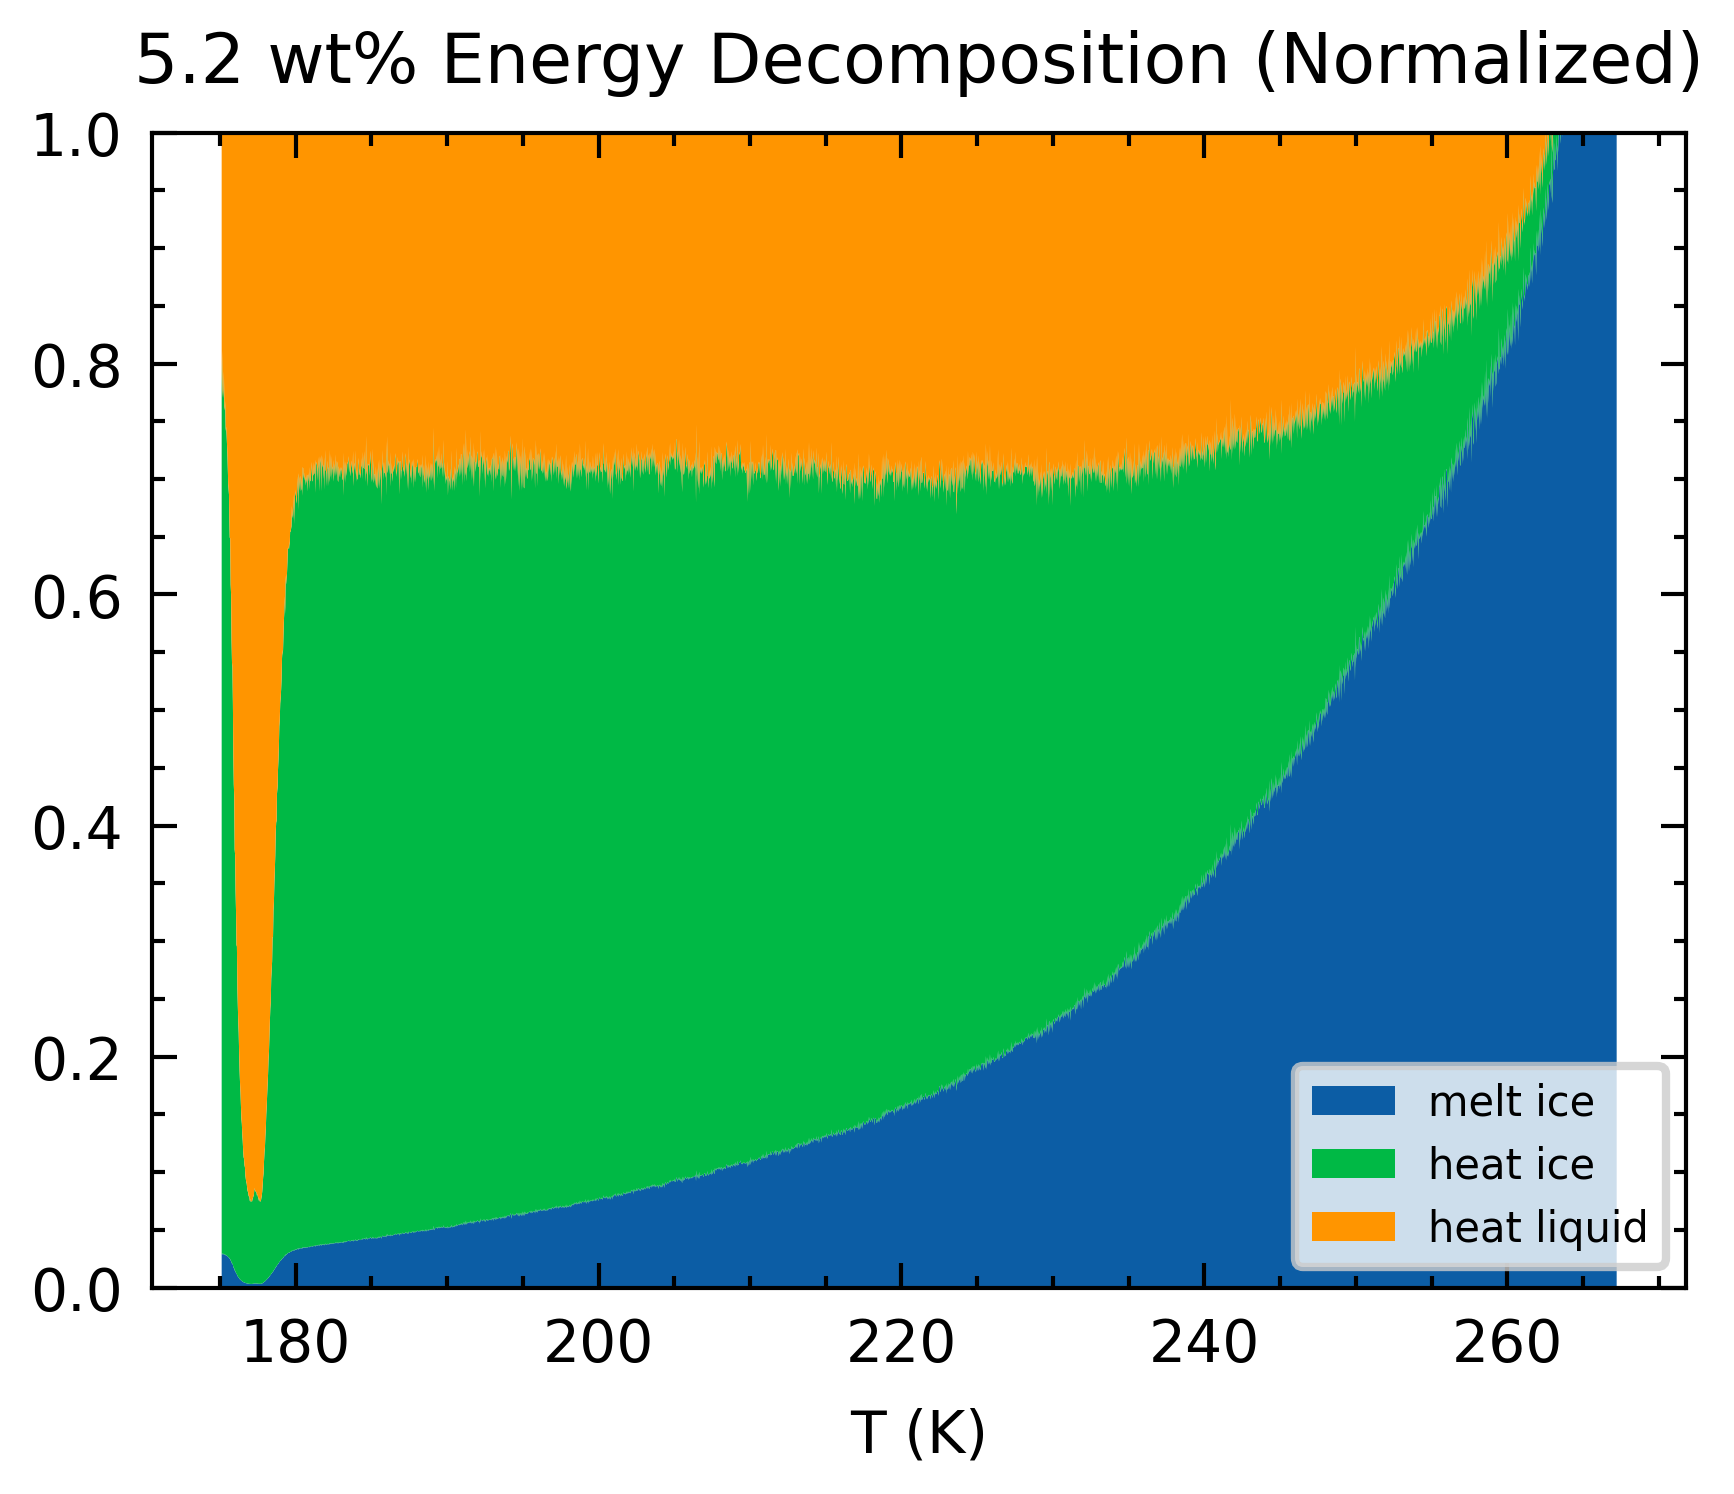 5.2 wt% Energy Decomposition (Normalized)
1.0
0.8
0.6
0.4
0.2
0.0
melt ice
heat ice
heat liquid
180 200 220 240 260
T (K)